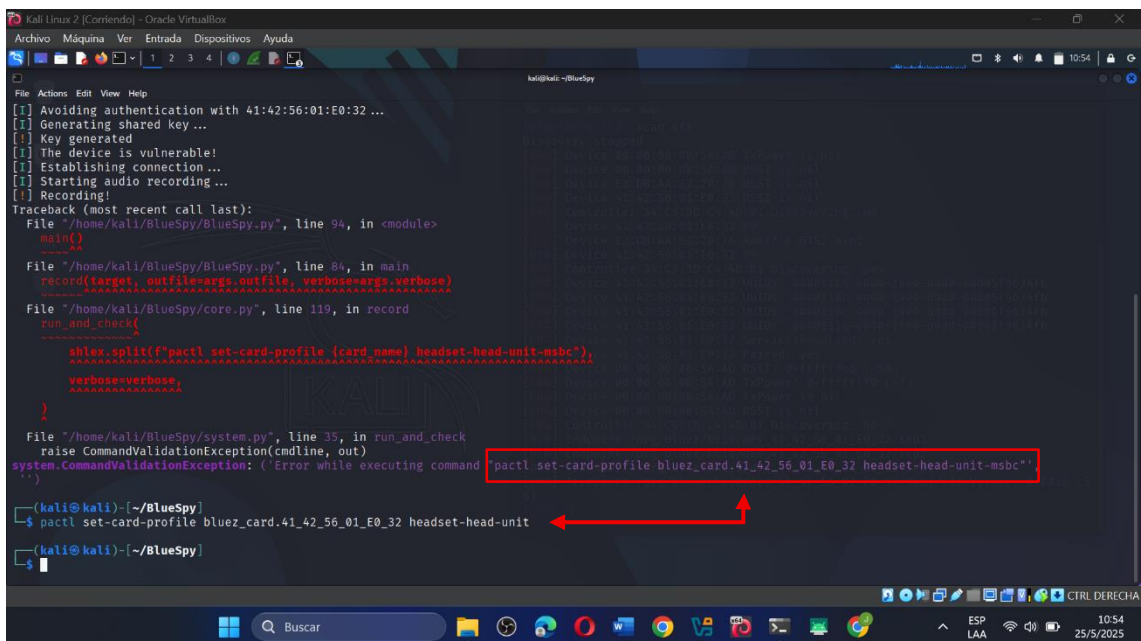 Kali Linux 2 [Corriendo] - Oracle VirtualBox
Archivo Máquina Ver Entrada Dispositivos Ayuda
1 2 3 4 10:54
kali@kali: ~/BlueSpy
File Actions Edit View Help
[I] Avoiding authentication with 41:42:56:01:E0:32 ...
[I] Generating shared key ...
[!] Key generated
[I] The device is vulnerable!
[I] Establishing connection ...
[I] Starting audio recording ...
[!] Recording!
Traceback (most recent call last):
File "/home/kali/BlueSpy/BlueSpy.py", line 94, in <module>
main()
~~~~^^
File "/home/kali/BlueSpy/BlueSpy.py", line 84, in main
record(target, outfile=args.outfile, verbose=args.verbose)
File "/home/kali/BlueSpy/core.py", line 119, in record
run_and_check(
shlex.split(f"pactl set-card-profile {card_name} headset-head-unit-msbc"),
verbose=verbose,
)
^
File "/home/kali/BlueSpy/system.py", line 35, in run_and_check
raise CommandValidationException(cmdline, out)
system.CommandValidationException: ('Error while executing command "pactl set-card-profile bluez_card.41_42_56_01_E0_32 headset-head-unit-msbc"',
'')
┌──(kali㉿kali)-[~/BlueSpy]
└─$ pactl set-card-profile bluez_card.41_42_56_01_E0_32 headset-head-unit
┌──(kali㉿kali)-[~/BlueSpy]
└─$
CTRL DERECHA
Buscar
ESP
LAA
10:54
25/5/2025